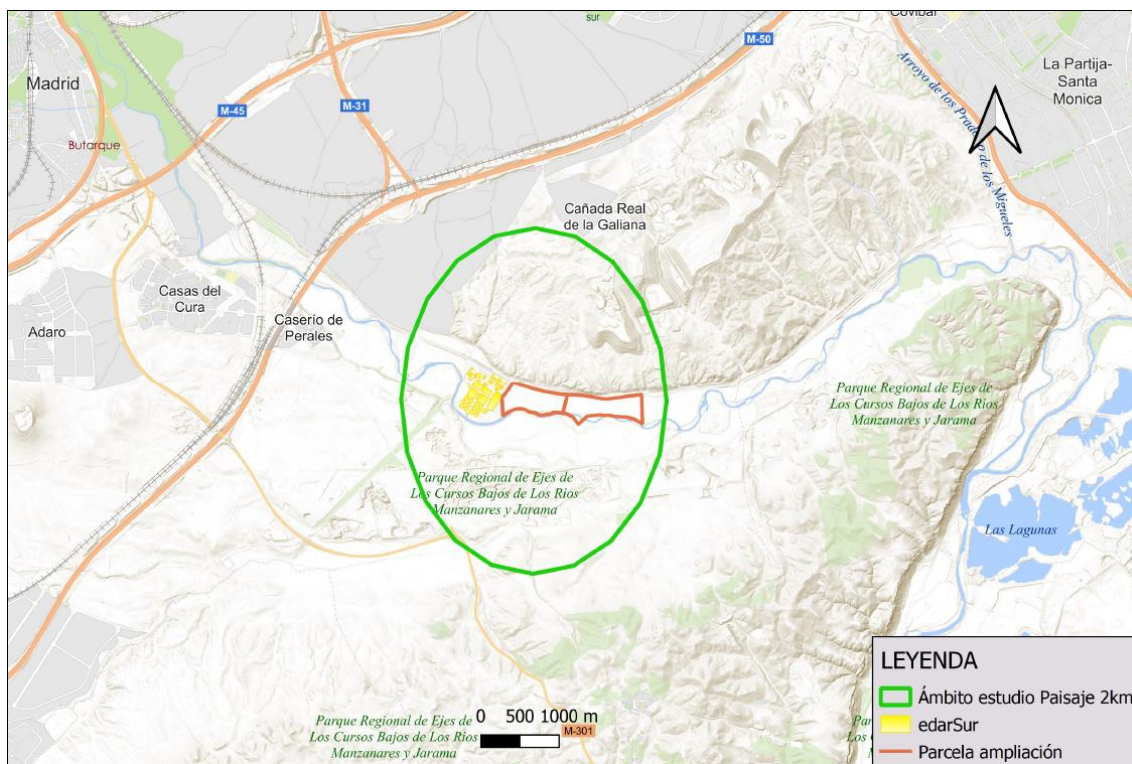 sur
Covibar
M-50
Madrid
M-31
La Partija-
Santa
Monica
M-45
Butarque
Arroyo de los Prados
o de los Migueles
Cañada Real
de la Galiana
Casas del
Cura
Adaro
Caserío de
Perales
Parque Regional de Ejes de
Los Cursos Bajos de Los Ríos
Manzanares y Jarama
Parque Regional de Ejes de
Los Cursos Bajos de Los Ríos
Manzanares y Jarama
Las Lagunas
LEYENDA
Ámbito estudio Paisaje 2km
edarSur
Parcela ampliación
Parque Regional de Ejes de
Los Cursos Bajos de Los Ríos
Manzanares y Jarama
0 500 1000 m
M-301